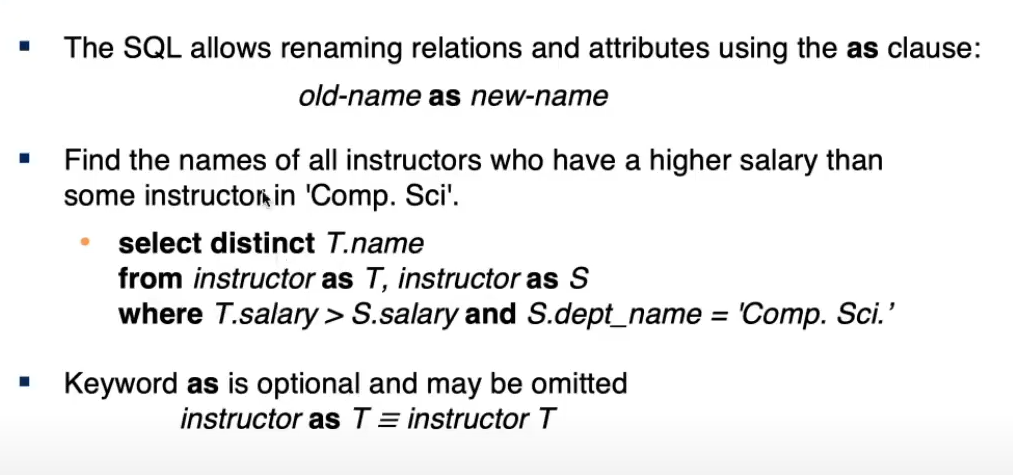 The SQL allows renaming relations and attributes using the as clause:
old-name as new-name
Find the names of all instructors who have a higher salary than
some instructor in 'Comp. Sci'.
select distinct T.name
from instructor as T, instructor as S
where T.salary > S.salary and S.dept_name = 'Comp. Sci.’
Keyword as is optional and may be omitted
instructor as T ≡ instructor T